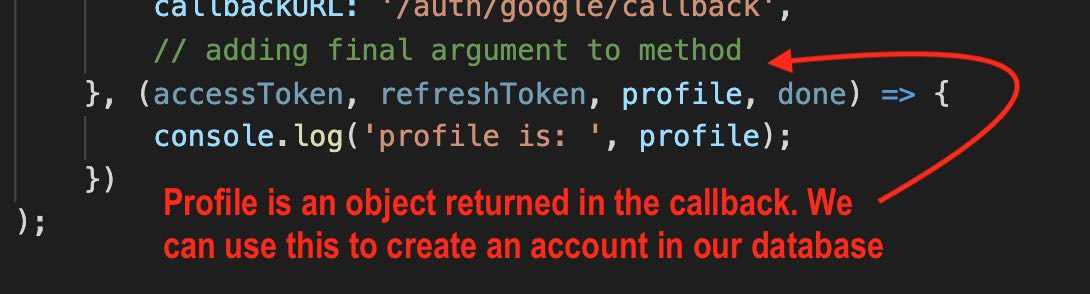 callbackURL: '/auth/google/callback',
// adding final argument to method
}, (accessToken, refreshToken, profile, done) => {
console.log('profile is: ', profile);
})
Profile is an object returned in the callback. We
);
can use this to create an account in our database